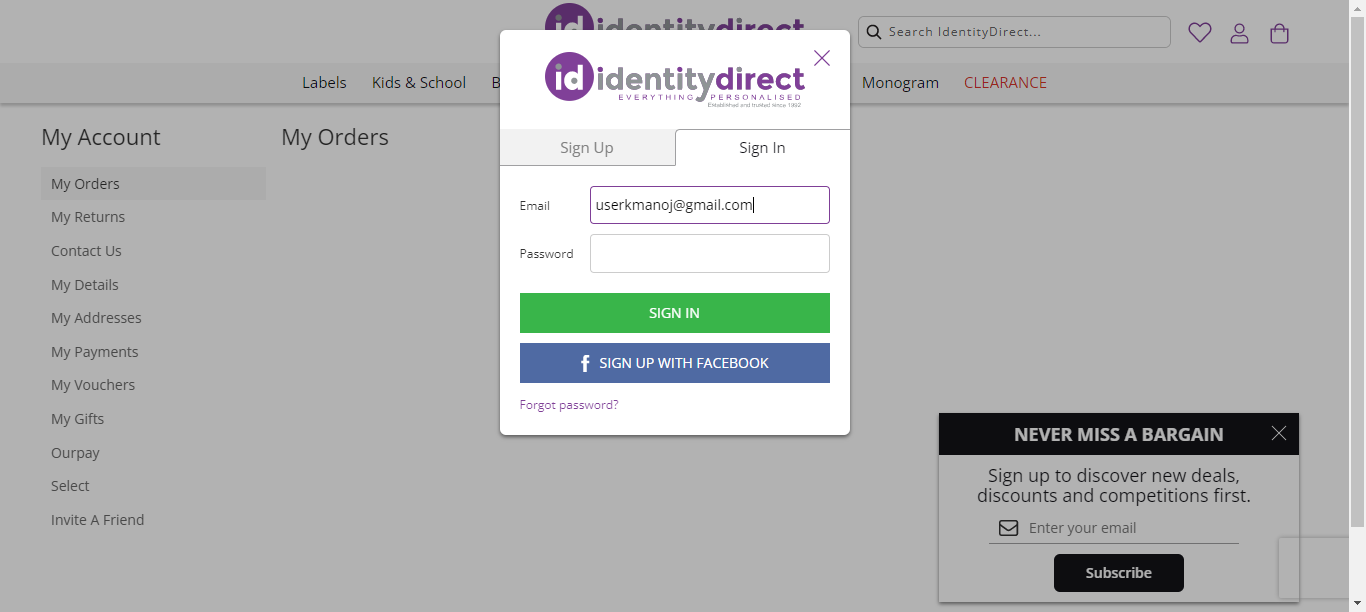 identitydirect
Search IdentityDirect...
id identitydirect
EVERYTHING PERSONALISED
Established and trusted since 1992
Labels
Kids & School
B
Monogram
CLEARANCE
My Account
My Orders
My Returns
Contact Us
My Details
My Addresses
My Payments
My Vouchers
My Gifts
Ourpay
Select
Invite A Friend
My Orders
Sign Up
Sign In
Email
userkmanoj@gmail.com
Password
SIGN IN
f SIGN UP WITH FACEBOOK
Forgot password?
NEVER MISS A BARGAIN
Sign up to discover new deals,
discounts and competitions first.
Enter your email
Subscribe